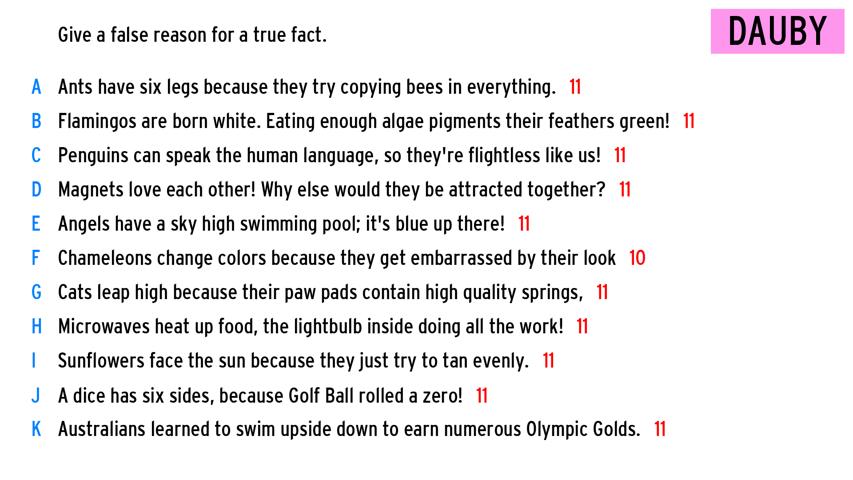 Give a false reason for a true fact.
DAUBY
A Ants have six legs because they try copying bees in everything. 11
B Flamingos are born white. Eating enough algae pigments their feathers green! 11
C Penguins can speak the human language, so they're flightless like us! 11
D Magnets love each other! Why else would they be attracted together? 11
E Angels have a sky high swimming pool; it's blue up there! 11
F Chameleons change colors because they get embarrassed by their look 10
G Cats leap high because their paw pads contain high quality springs, 11
H Microwaves heat up food, the lightbulb inside doing all the work! 11
I Sunflowers face the sun because they just try to tan evenly. 11
J A dice has six sides, because Golf Ball rolled a zero! 11
K Australians learned to swim upside down to earn numerous Olympic Golds. 11